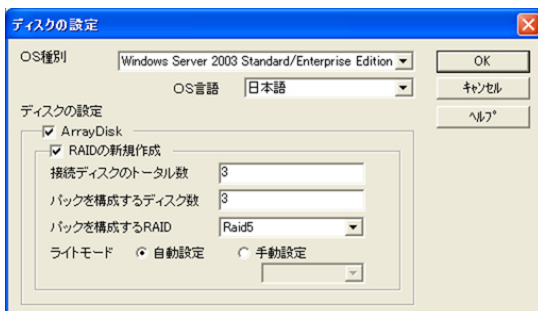 ディスクの設定
OS種別 Windows Server 2003 Standard/Enterprise Edition OK
OS言語 日本語 キャンセル
ディスクの設定 ヘルプ
ArrayDisk
RAIDの新規作成
接続ディスクのトータル数 3
パックを構成するディスク数 3
パックを構成するRAID Raid5
ライトモード 自動設定 手動設定